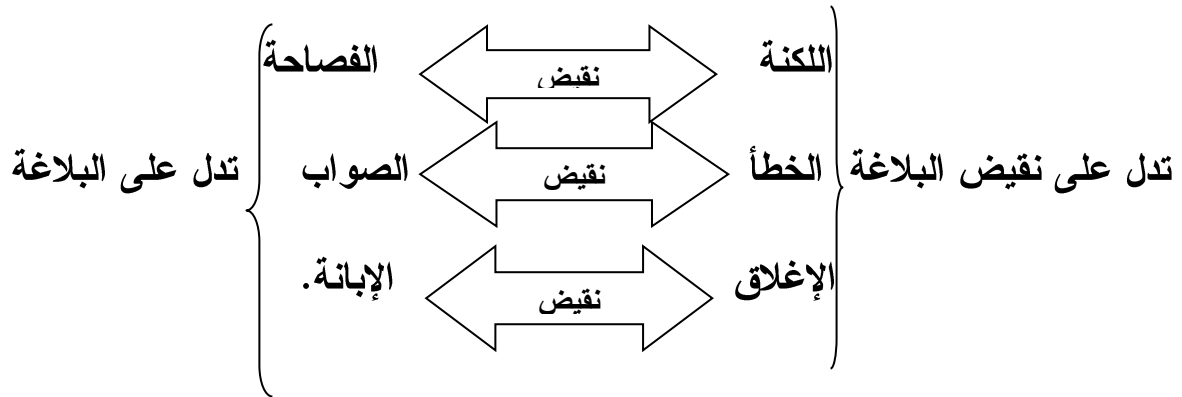 اللكنة نقيض الفصاحة
تدل على نقيض البلاغة الخطأ نقيض الصواب تدل على البلاغة
الإغلاق نقيض الإبانة.